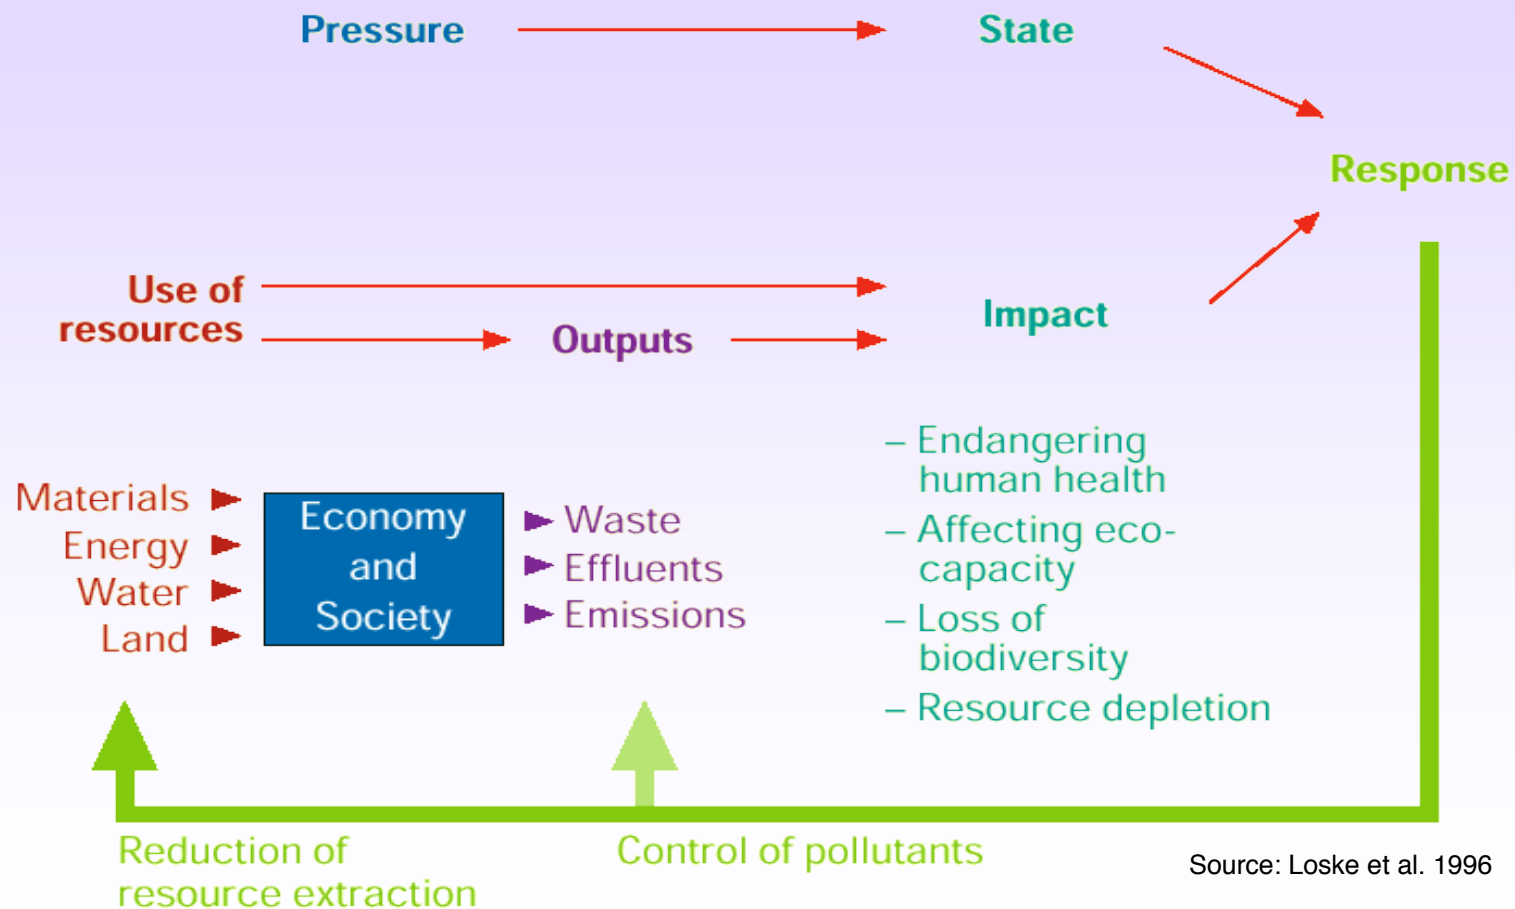 Pressure
State
Response
Use of
resources
Outputs
Impact
Materials
Energy
Water
Land
Economy
and
Society
Waste
Effluents
Emissions
– Endangering
human health
– Affecting eco-
capacity
– Loss of
biodiversity
– Resource depletion
Reduction of
resource extraction
Control of pollutants
Source: Loske et al. 1996